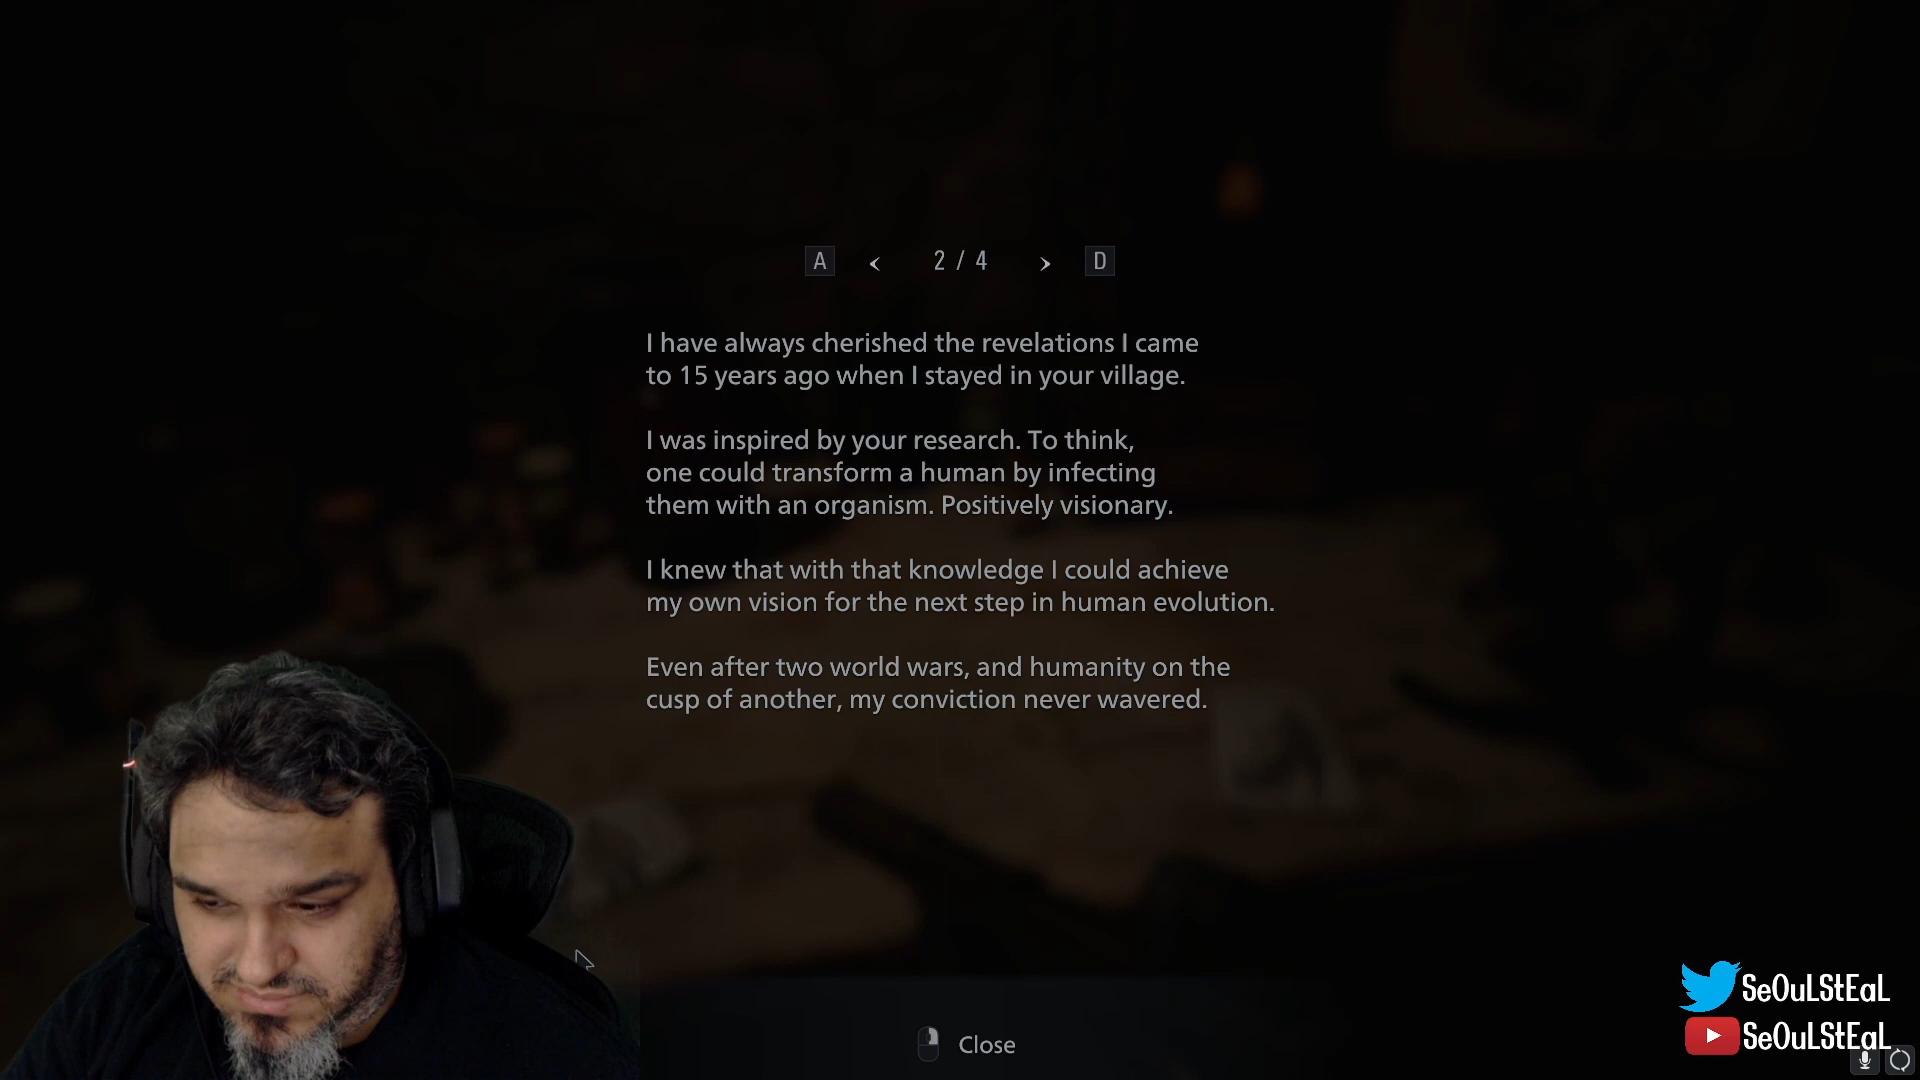 A < 2 / 4 > D
I have always cherished the revelations I came
to 15 years ago when I stayed in your village.
I was inspired by your research. To think,
one could transform a human by infecting
them with an organism. Positively visionary.
I knew that with that knowledge I could achieve
my own vision for the next step in human evolution.
Even after two world wars, and humanity on the
cusp of another, my conviction never wavered.
SeOuLStEaL
SeOuLStEaL
Close